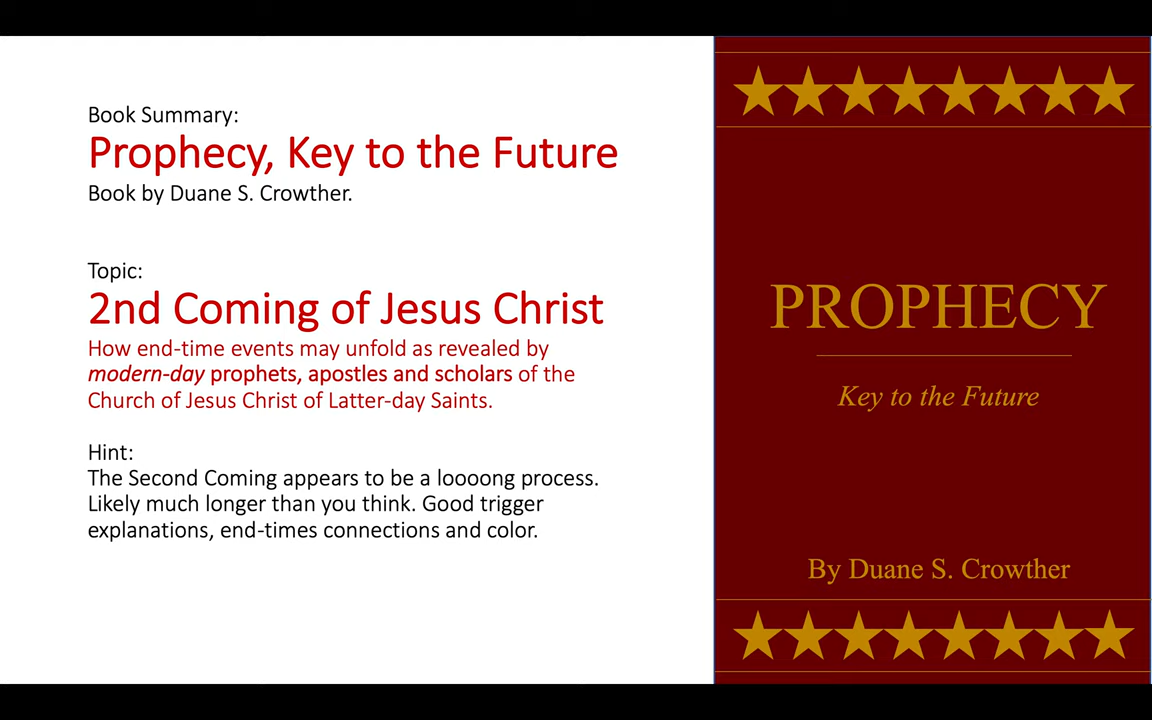 Book Summary:
Prophecy, Key to the Future
Book by Duane S. Crowther.
Topic:
2nd Coming of Jesus Christ
How end-time events may unfold as revealed by
modern-day prophets, apostles and scholars of the
Church of Jesus Christ of Latter-day Saints.
Hint:
The Second Coming appears to be a loooong process.
Likely much longer than you think. Good trigger
explanations, end-times connections and color.
PROPHECY
Key to the Future
By Duane S. Crowther